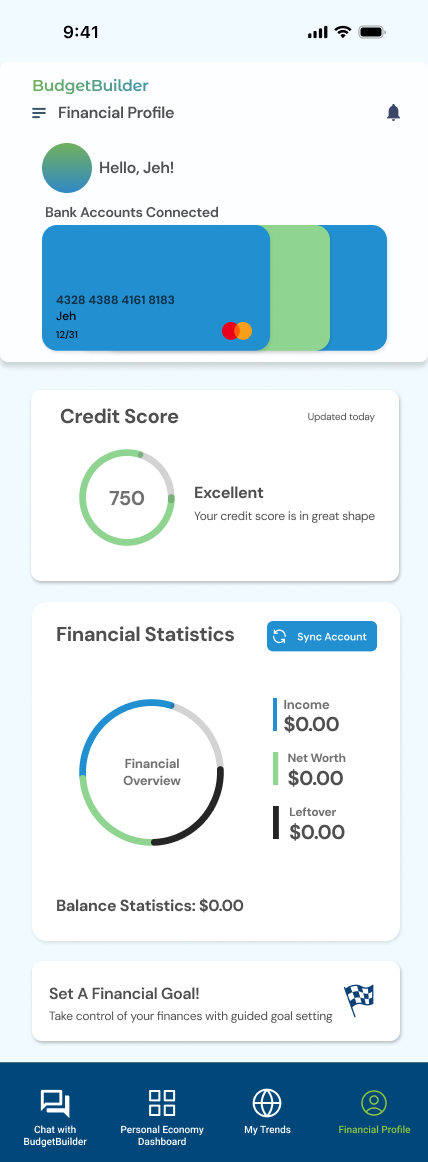 9:41
BudgetBuilder
Financial Profile
Hello, Jeh!
Bank Accounts Connected
4328 4388 4161 8183
Jeh
12/31
Credit Score
Updated today
750
Excellent
Your credit score is in great shape
Financial Statistics
Sync Account
Financial
Overview
Income
$0.00
Net Worth
$0.00
Leftover
$0.00
Balance Statistics: $0.00
Set A Financial Goal!
Take control of your finances with guided goal setting
Chat with
BudgetBuilder
Personal Economy
Dashboard
My Trends
Financial Profile